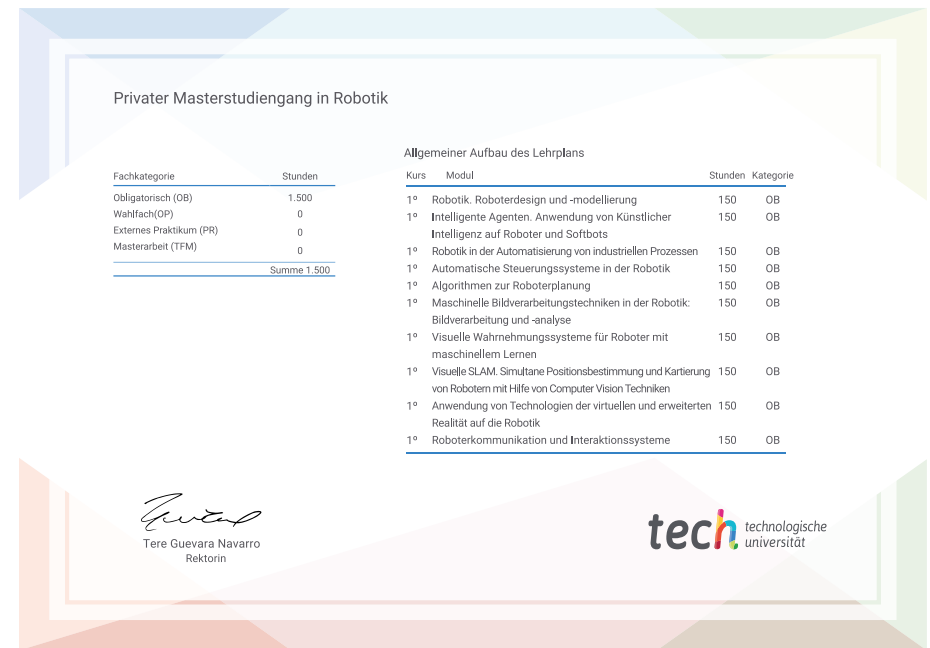 Privater Masterstudiengang in Robotik
Fachkategorie Stunden
Obligatorisch (OB) 1.500
Wahlfach(OP) 0
Externes Praktikum (PR) 0
Masterarbeit (TFM) 0
Summe 1.500
Allgemeiner Aufbau des Lehrplans
Kurs Modul Stunden Kategorie
1º Robotik. Roboterdesign und -modellierung 150 OB
1º Intelligente Agenten. Anwendung von Künstlicher 150 OB
Intelligenz auf Roboter und Softbots
1º Robotik in der Automatisierung von industriellen Prozessen 150 OB
1º Automatische Steuerungssysteme in der Robotik 150 OB
1º Algorithmen zur Roboterplanung 150 OB
1º Maschinelle Bildverarbeitungstechniken in der Robotik: 150 OB
Bildverarbeitung und -analyse
1º Visuelle Wahrnehmungssysteme für Roboter mit 150 OB
maschinellem Lernen
1º Visuelle SLAM. Simultane Positionsbestimmung und Kartierung 150 OB
von Robotern mit Hilfe von Computer Vision Techniken
1º Anwendung von Technologien der virtuellen und erweiterten 150 OB
Realität auf die Robotik
1º Roboterkommunikation und Interaktionssysteme 150 OB
Tere Guevara Navarro
Rektorin
tech technologische
universität